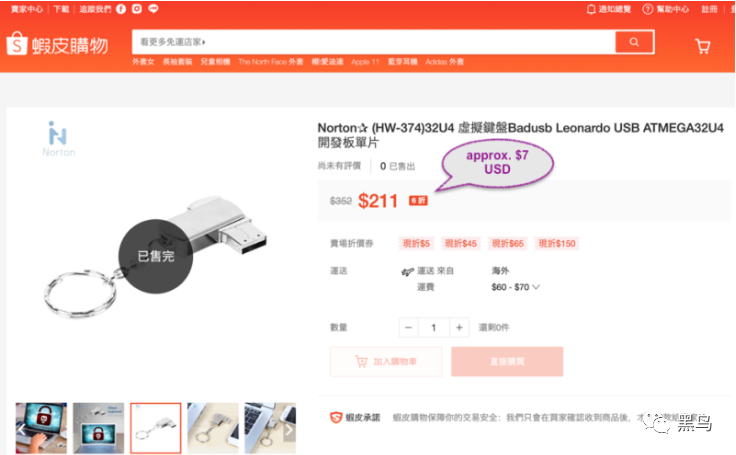 賣家中心 | 下載 | 追蹤我們
通知總覽 幫助中心 註冊
蝦皮購物
看更多免運店家
外套女 長袖套裝 兒童相機 The North Face 外套 Apple 11 藍芽耳機 Adidas 外套
Norton
Norton☆ (HW-374)32U4 虛擬鍵盤Badusb Leonardo USB ATMEGA32U4
開發板單片
尚未有評價 0 已售出
approx. $7
USD
$352 $211 6 折
賣場折價券 現折$5 現折$45 現折$65 現折$150
運送 運送 來自 海外
運費 $60 - $70
已售完
數量 − 1 + 還剩0件
加入購物車 直接購買
蝦皮承諾 蝦皮購物保障你的交易安全：我們只會在買家確認收到商品後，才
黑鸟